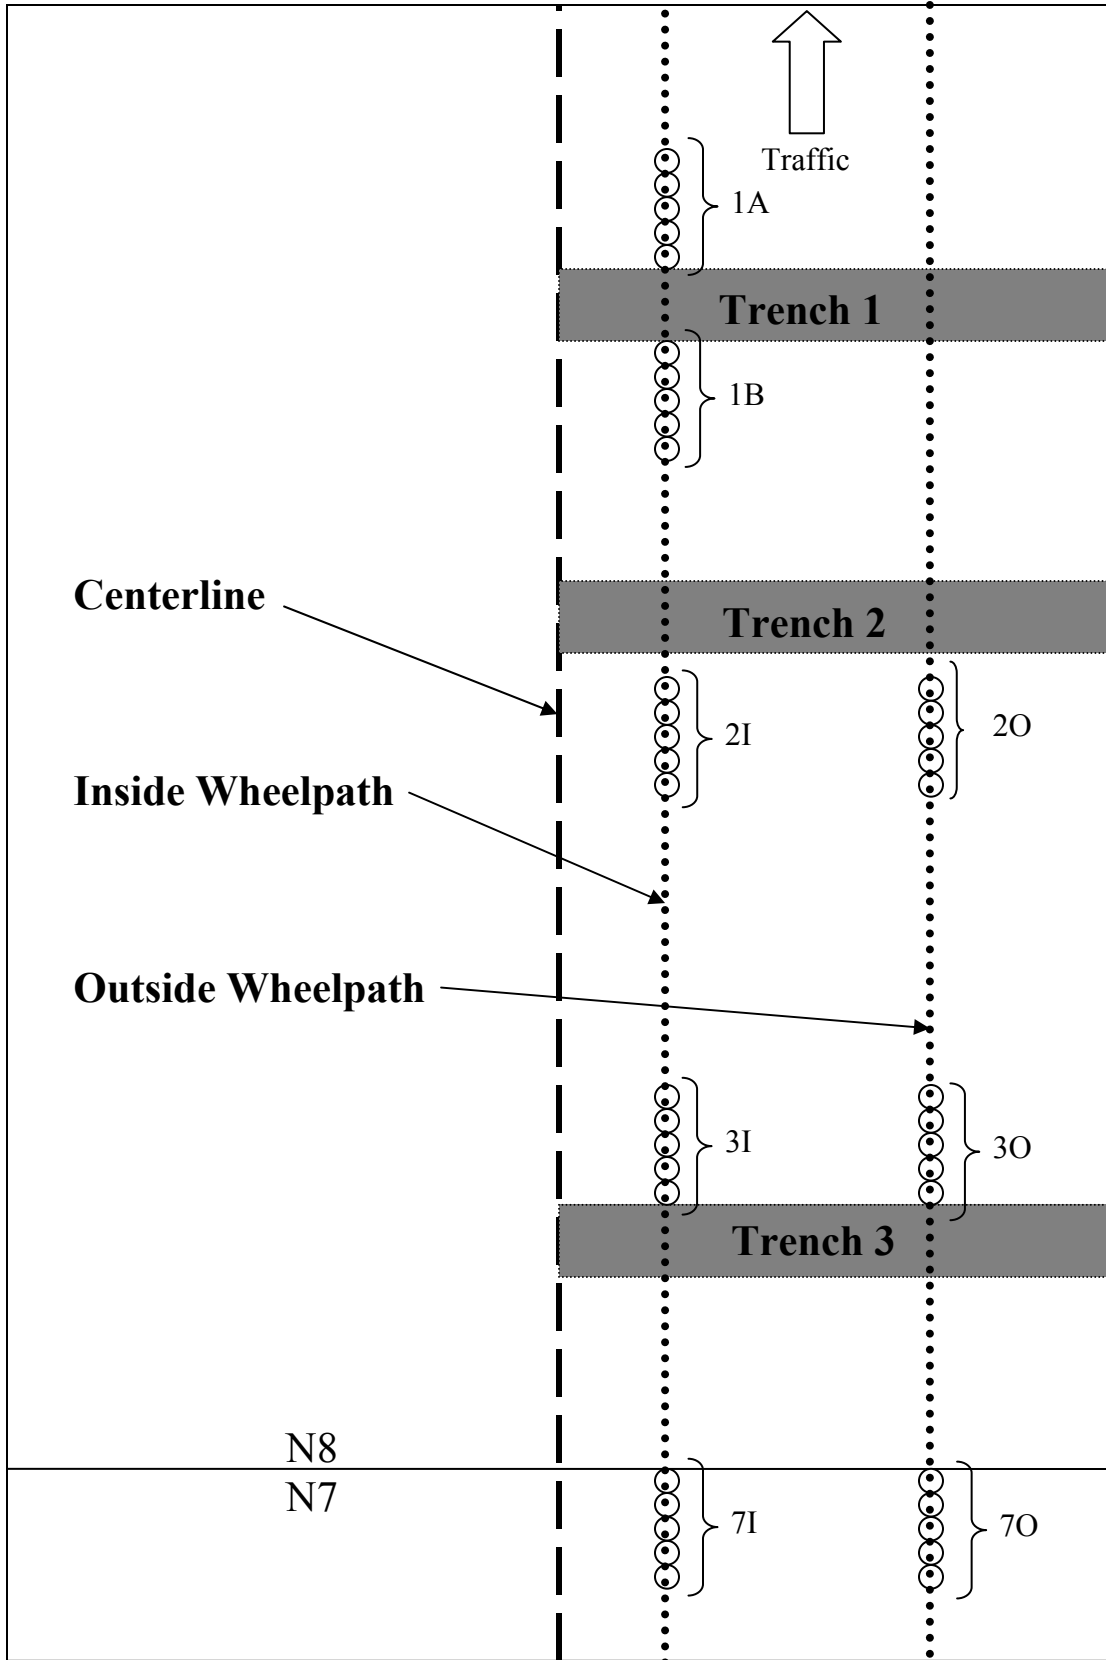 Traffic
1A
Trench 1
1B
Centerline
Trench 2
2I
2O
Inside Wheelpath
Outside Wheelpath
3I
3O
Trench 3
N8
N7
7I
7O